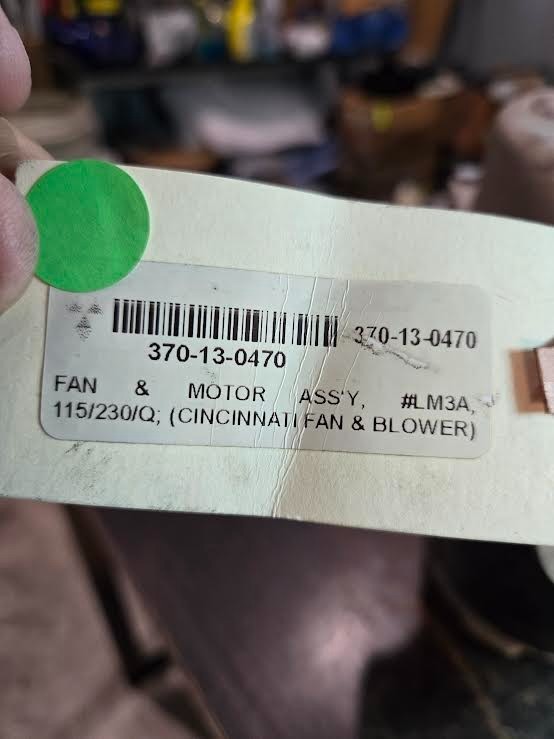 370-13-0470
370-13-0470
FAN & MOTOR ASS'Y, #LM3A,
115/230/Q; (CINCINNATI FAN & BLOWER)